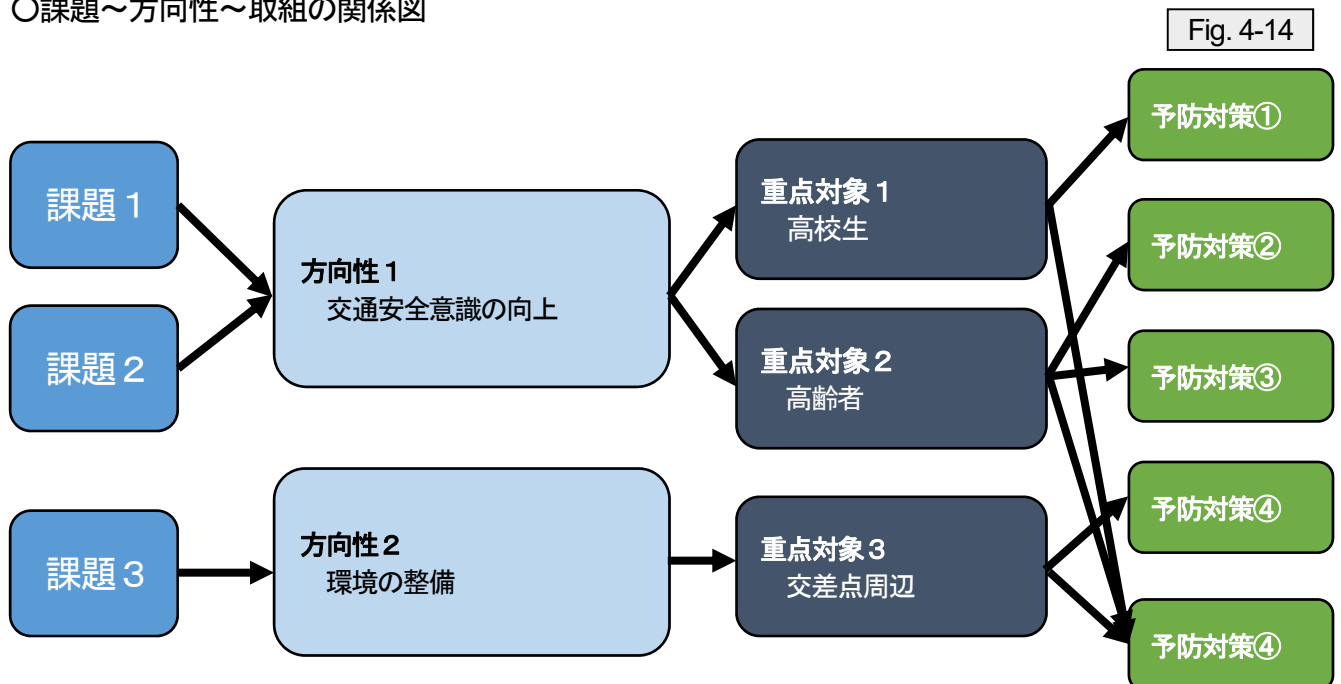 〇課題~方向性~取組の関係図
Fig. 4-14
課題1
課題2
課題3
方向性1
交通安全意識の向上
方向性2
環境の整備
重点対象1
高校生
重点対象2
高齢者
重点対象3
交差点周辺
予防対策①
予防対策②
予防対策③
予防対策④
予防対策④